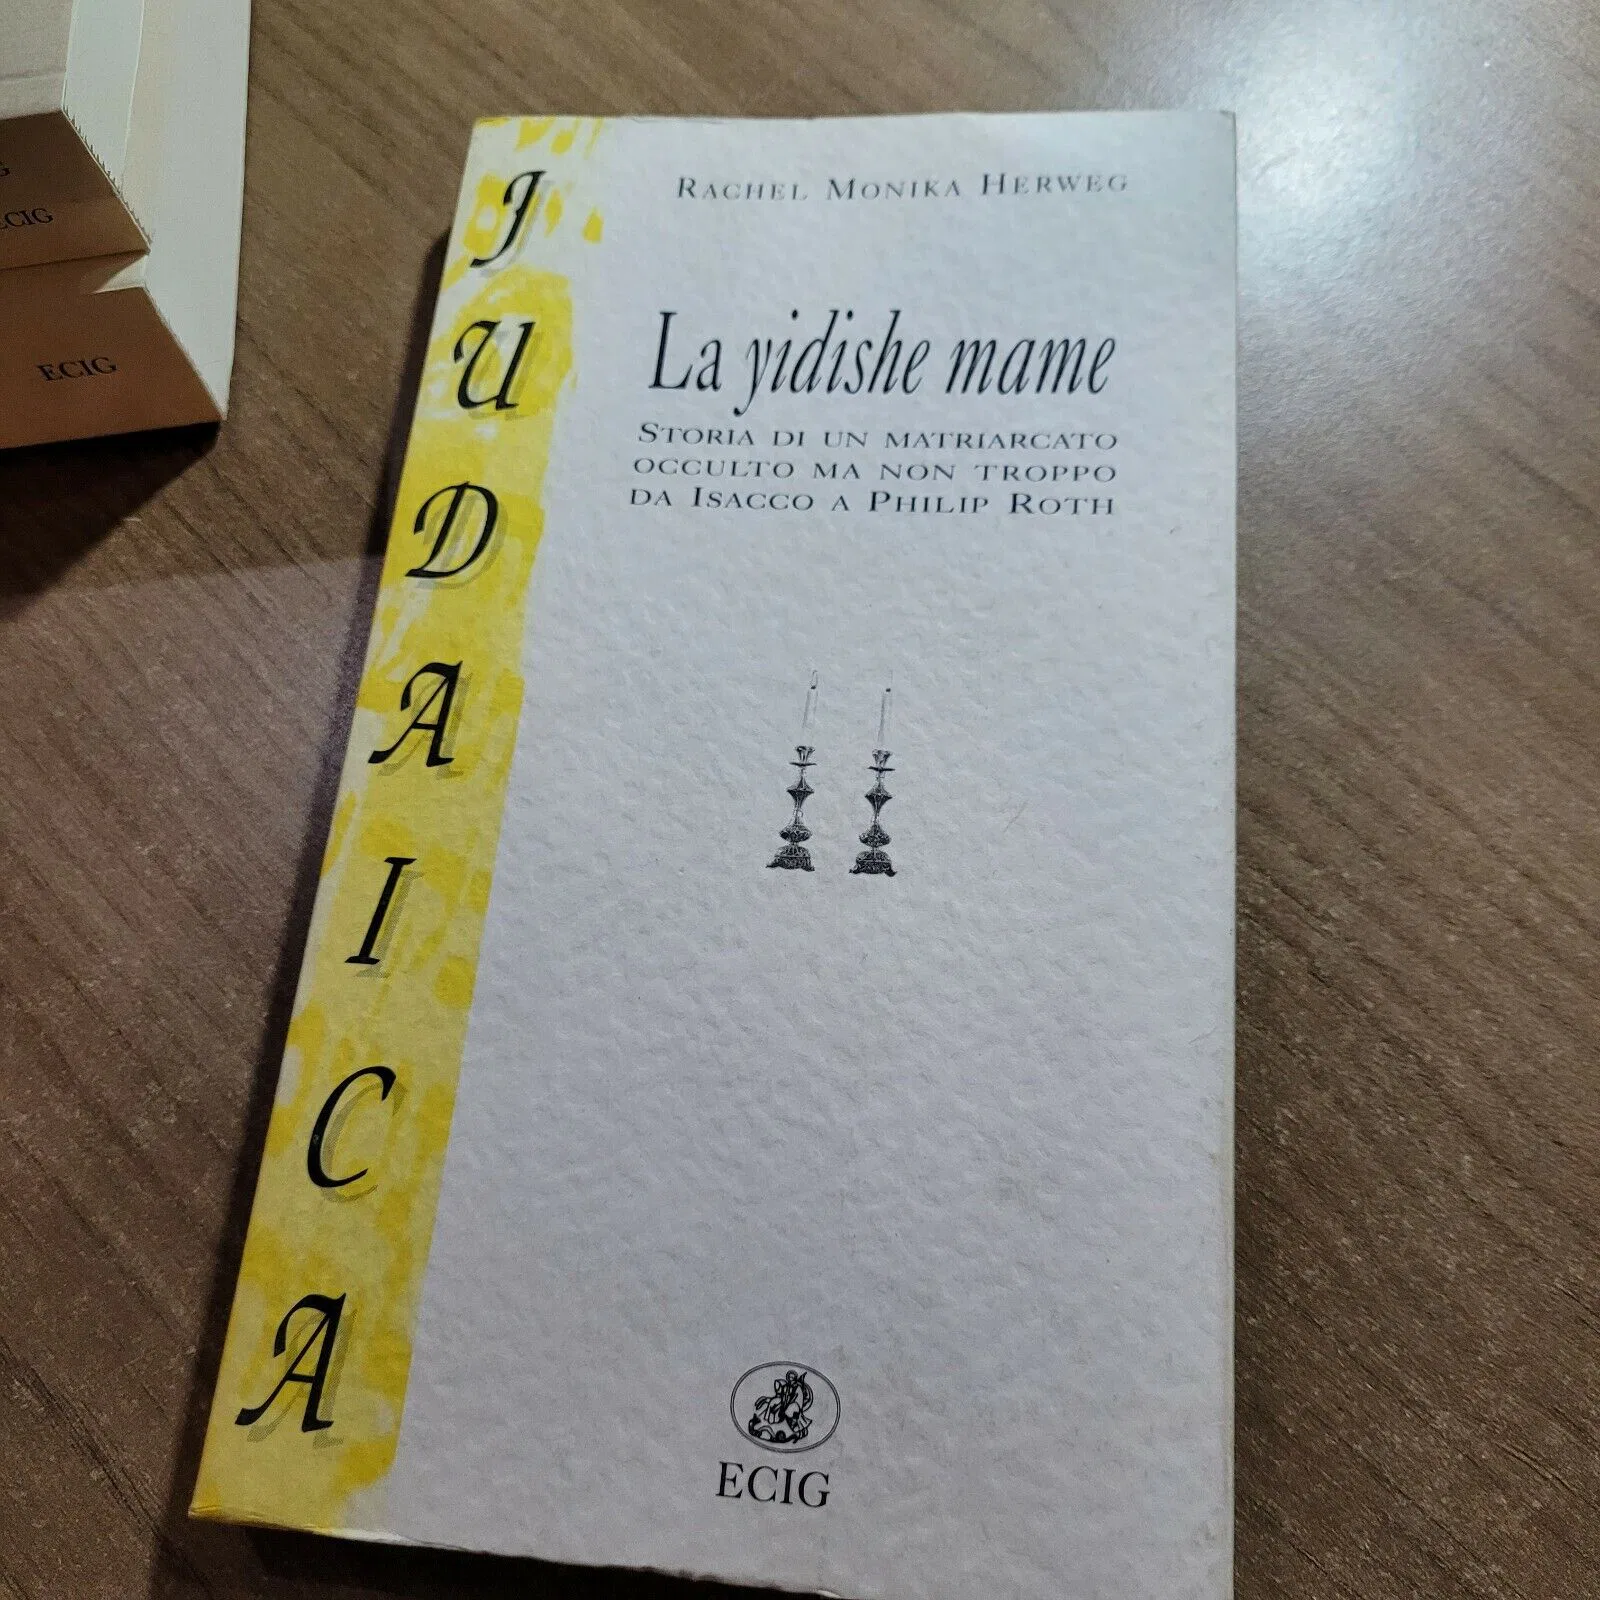 RACHEL MONIKA HERWEG
La yidishe mame
STORIA DI UN MATRIARCATO
OCCULTO MA NON TROPPO
DA ISACCO A PHILIP ROTH
JUDAICA
ECIG
ECIG
ECIG